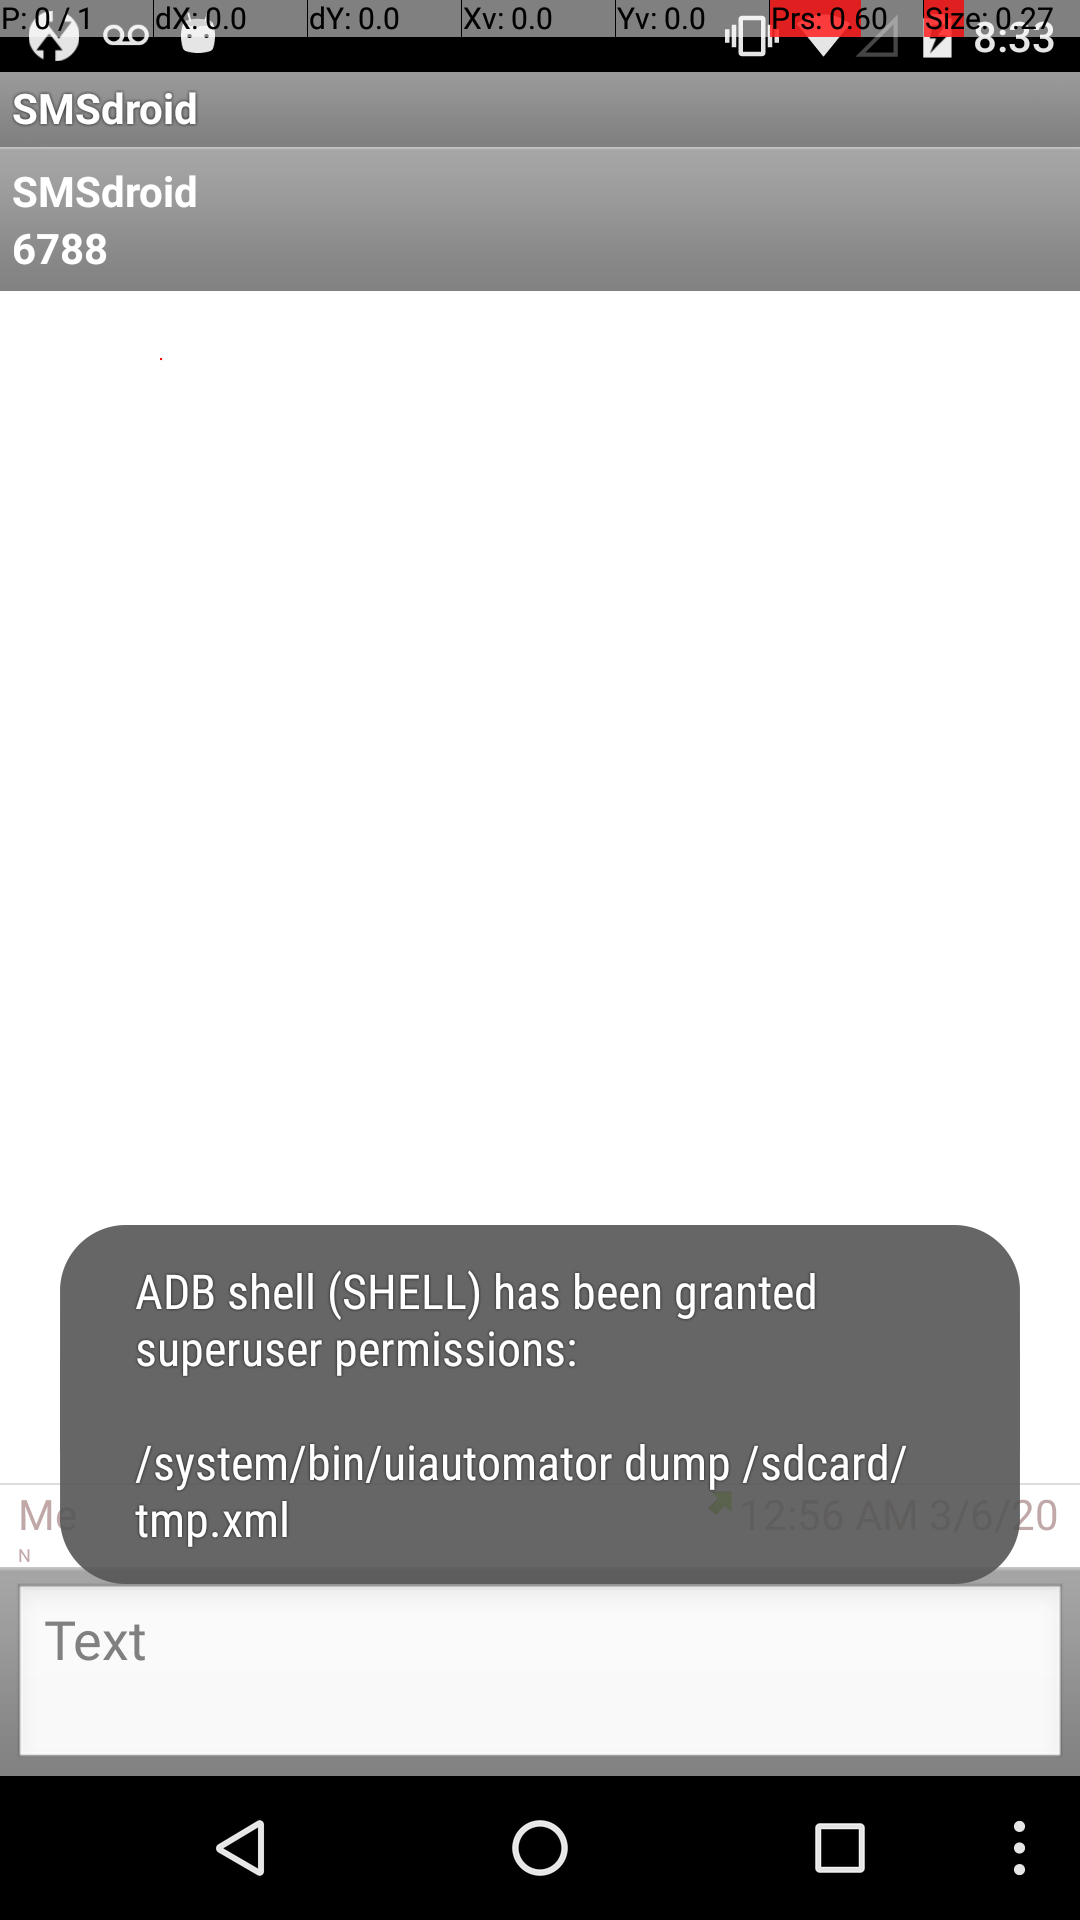 P: 0 / 1 dX: 0.0 dY: 0.0 Xv: 0.0 Yv: 0.0 Prs: 0.60 Size: 0.27
8:33
SMSdroid
SMSdroid
6788
ADB shell (SHELL) has been granted
superuser permissions:
/system/bin/uiautomator dump /sdcard/
tmp.xml
Me 12:56 AM 3/6/20
N
Text